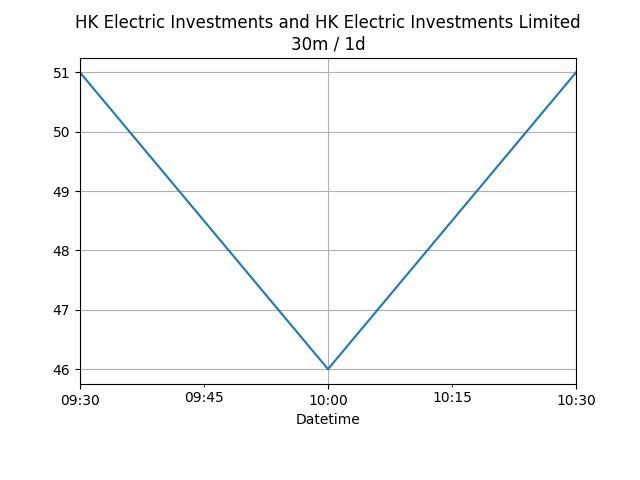 HK Electric Investments and HK Electric Investments Limited
30m / 1d
51
50
49
48
47
46
09:30 09:45 10:00 10:15 10:30
Datetime